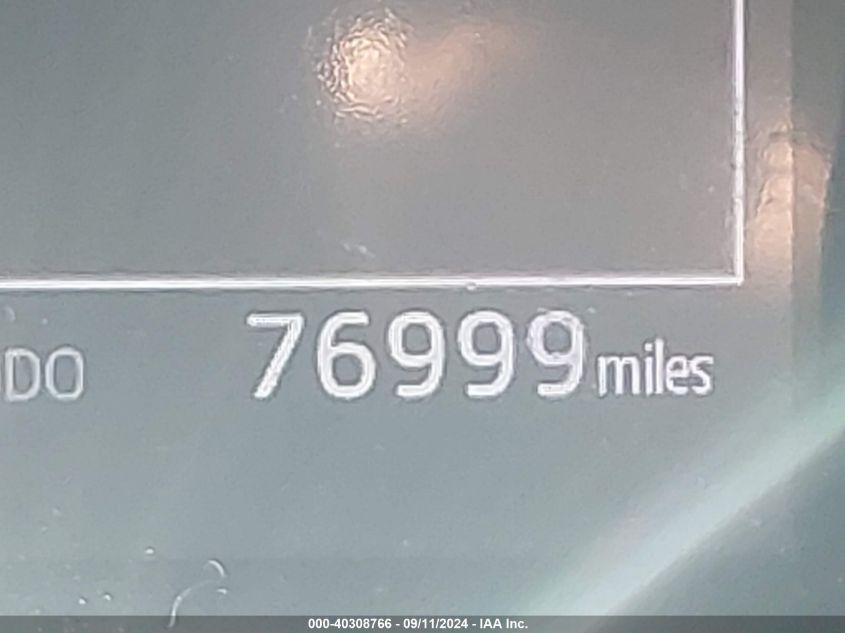 DO 76999 miles
000-40308766 - 09/11/2024 - IAA Inc.